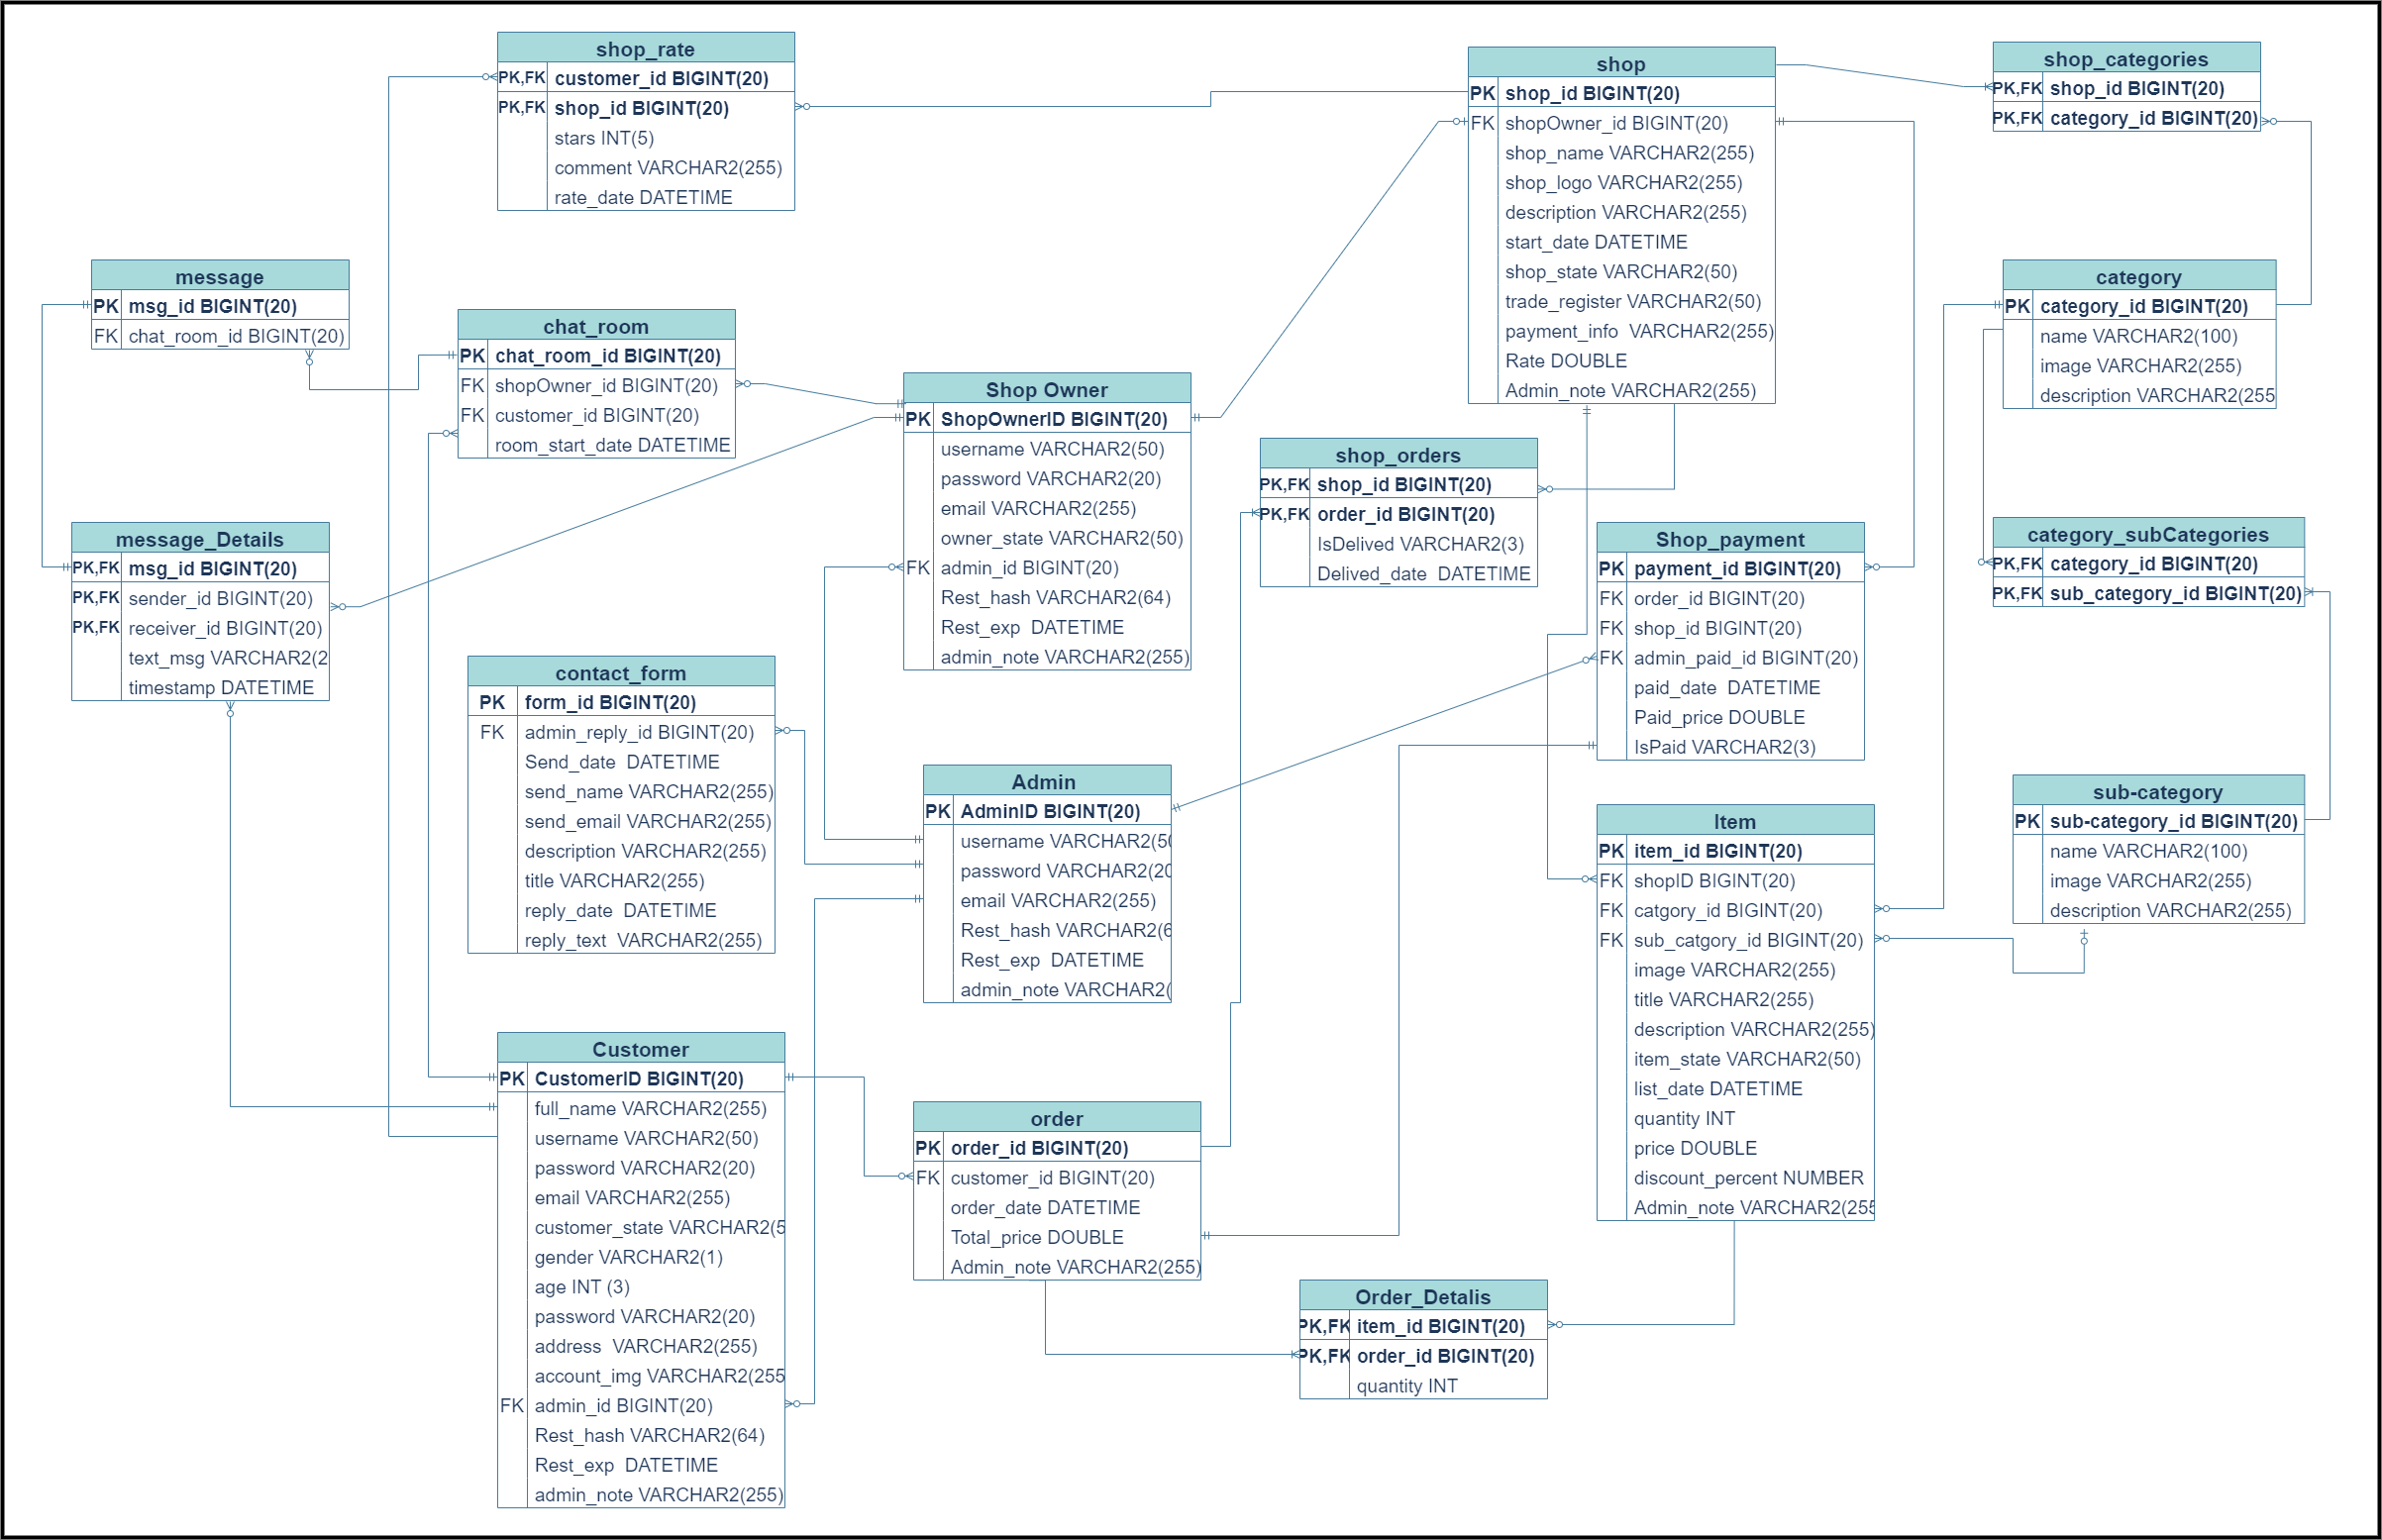 shop_rate
PK,FK customer_id BIGINT(20)
PK,FK shop_id BIGINT(20)
stars INT(5)
comment VARCHAR2(255)
rate_date DATETIME
shop
PK shop_id BIGINT(20)
FK shopOwner_id BIGINT(20)
shop_name VARCHAR2(255)
shop_logo VARCHAR2(255)
description VARCHAR2(255)
start_date DATETIME
shop_state VARCHAR2(50)
trade_register VARCHAR2(50)
payment_info VARCHAR2(255)
Rate DOUBLE
Admin_note VARCHAR2(255)
shop_categories
PK,FK shop_id BIGINT(20)
PK,FK category_id BIGINT(20)
message
PK msg_id BIGINT(20)
FK chat_room_id BIGINT(20)
chat_room
PK chat_room_id BIGINT(20)
FK shopOwner_id BIGINT(20)
FK customer_id BIGINT(20)
room_start_date DATETIME
Shop Owner
PK ShopOwnerID BIGINT(20)
username VARCHAR2(50)
password VARCHAR2(20)
email VARCHAR2(255)
owner_state VARCHAR2(50)
FK admin_id BIGINT(20)
Rest_hash VARCHAR2(64)
Rest_exp DATETIME
admin_note VARCHAR2(255)
category
PK category_id BIGINT(20)
name VARCHAR2(100)
image VARCHAR2(255)
description VARCHAR2(255
shop_orders
PK,FK shop_id BIGINT(20)
PK,FK order_id BIGINT(20)
IsDelived VARCHAR2(3)
Delived_date DATETIME
message_Details
PK,FK msg_id BIGINT(20)
PK,FK sender_id BIGINT(20)
PK,FK receiver_id BIGINT(20)
text_msg VARCHAR2(2
timestamp DATETIME
Shop_payment
PK payment_id BIGINT(20)
FK order_id BIGINT(20)
FK shop_id BIGINT(20)
FK admin_paid_id BIGINT(20)
paid_date DATETIME
Paid_price DOUBLE
IsPaid VARCHAR2(3)
category_subCategories
PK,FK category_id BIGINT(20)
PK,FK sub_category_id BIGINT(20)
contact_form
PK form_id BIGINT(20)
FK admin_reply_id BIGINT(20)
Send_date DATETIME
send_name VARCHAR2(255)
send_email VARCHAR2(255)
description VARCHAR2(255)
title VARCHAR2(255)
reply_date DATETIME
reply_text VARCHAR2(255)
Admin
PK AdminID BIGINT(20)
username VARCHAR2(50
password VARCHAR2(20
email VARCHAR2(255)
Rest_hash VARCHAR2(6
Rest_exp DATETIME
admin_note VARCHAR2(
Item
PK item_id BIGINT(20)
FK shopID BIGINT(20)
FK catgory_id BIGINT(20)
FK sub_catgory_id BIGINT(20)
image VARCHAR2(255)
title VARCHAR2(255)
description VARCHAR2(255)
item_state VARCHAR2(50)
list_date DATETIME
quantity INT
price DOUBLE
discount_percent NUMBER
Admin_note VARCHAR2(255
sub-category
PK sub-category_id BIGINT(20)
name VARCHAR2(100)
image VARCHAR2(255)
description VARCHAR2(255)
Customer
PK CustomerID BIGINT(20)
full_name VARCHAR2(255)
username VARCHAR2(50)
password VARCHAR2(20)
email VARCHAR2(255)
customer_state VARCHAR2(5
gender VARCHAR2(1)
age INT (3)
password VARCHAR2(20)
address VARCHAR2(255)
account_img VARCHAR2(255
FK admin_id BIGINT(20)
Rest_hash VARCHAR2(64)
Rest_exp DATETIME
admin_note VARCHAR2(255)
order
PK order_id BIGINT(20)
FK customer_id BIGINT(20)
order_date DATETIME
Total_price DOUBLE
Admin_note VARCHAR2(255)
Order_Detalis
PK,FK item_id BIGINT(20)
PK,FK order_id BIGINT(20)
quantity INT